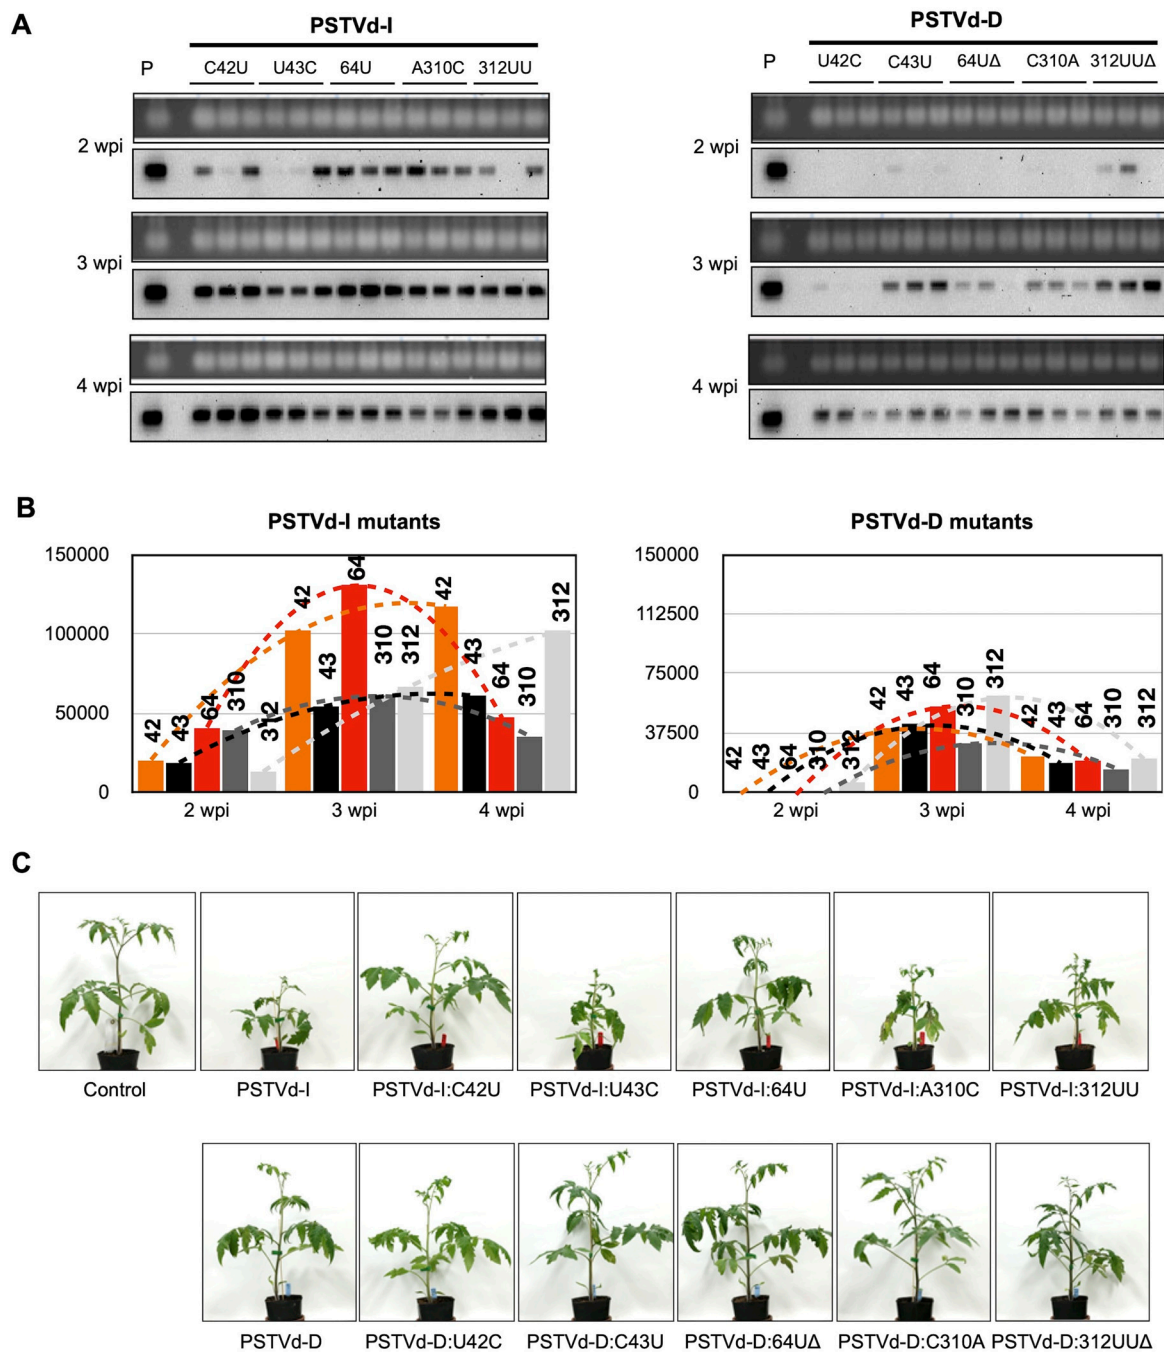 A
PSTVd-I
P C42U U43C 64U A310C 312UU
2 wpi
3 wpi
4 wpi
PSTVd-D
P U42C C43U 64UΔ C310A 312UUΔ
2 wpi
3 wpi
4 wpi
B
PSTVd-I mutants
150000
100000
50000
0
42 43 64 310 312
42 43 64 310 312
42 43 64 310 312
2 wpi 3 wpi 4 wpi
PSTVd-D mutants
150000
112500
75000
37500
0
42 43 64 310 312
42 43 64 310 312
42 43 64 310 312
2 wpi 3 wpi 4 wpi
C
Control PSTVd-I PSTVd-I:C42U PSTVd-I:U43C PSTVd-I:64U PSTVd-I:A310C PSTVd-I:312UU
PSTVd-D PSTVd-D:U42C PSTVd-D:C43U PSTVd-D:64UΔ PSTVd-D:C310A PSTVd-D:312UUΔ